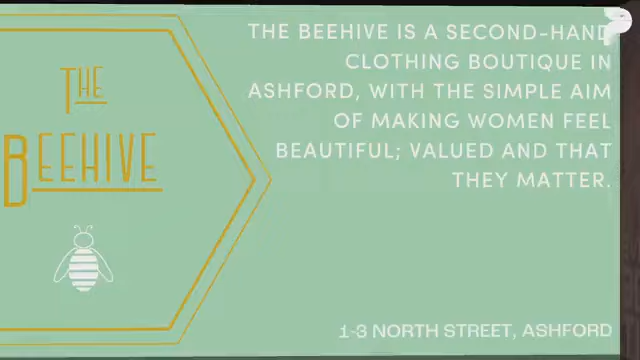 THE
BEEHIVE
THE BEEHIVE IS A SECOND-HAND
CLOTHING BOUTIQUE IN
ASHFORD, WITH THE SIMPLE AIM
OF MAKING WOMEN FEEL
BEAUTIFUL; VALUED AND THAT
THEY MATTER.
1-3 NORTH STREET, ASHFORD